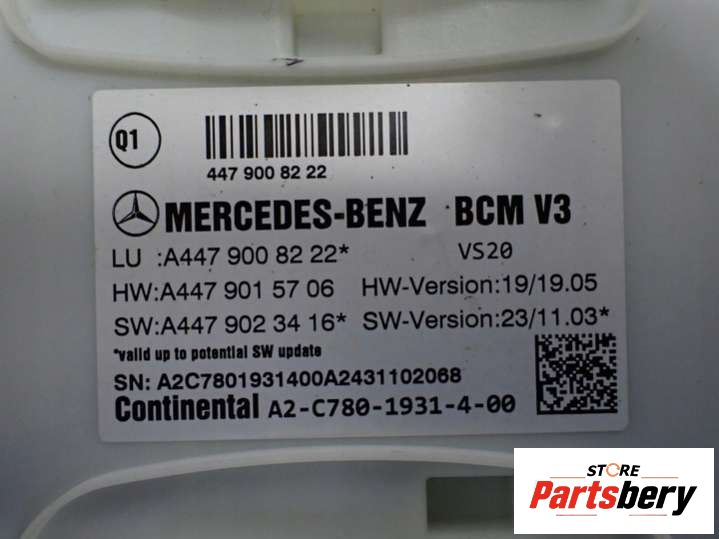 Q1
447 900 82 22
MERCEDES-BENZ BCM V3
LU :A447 900 82 22* VS20
HW:A447 901 57 06 HW-Version:19/19.05
SW:A447 902 34 16* SW-Version:23/11.03*
*valid up to potential SW update
SN: A2C7801931400A2431102068
Continental A2-C780-1931-4-00
STORE
Partsbery